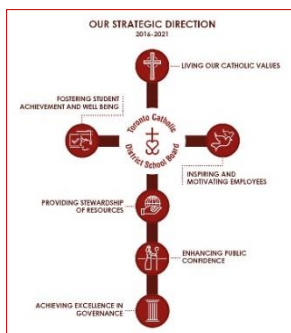 OUR STRATEGIC DIRECTION
2016-2021
LIVING OUR CATHOLIC VALUES
FOSTERING STUDENT
ACHIEVEMENT AND WELL BEING
Toronto Catholic
District School Board
INSPIRING AND
MOTIVATING EMPLOYEES
PROVIDING STEWARDSHIP
OF RESOURCES
ENHANCING PUBLIC
CONFIDENCE
ACHIEVING EXCELLENCE IN
GOVERNANCE